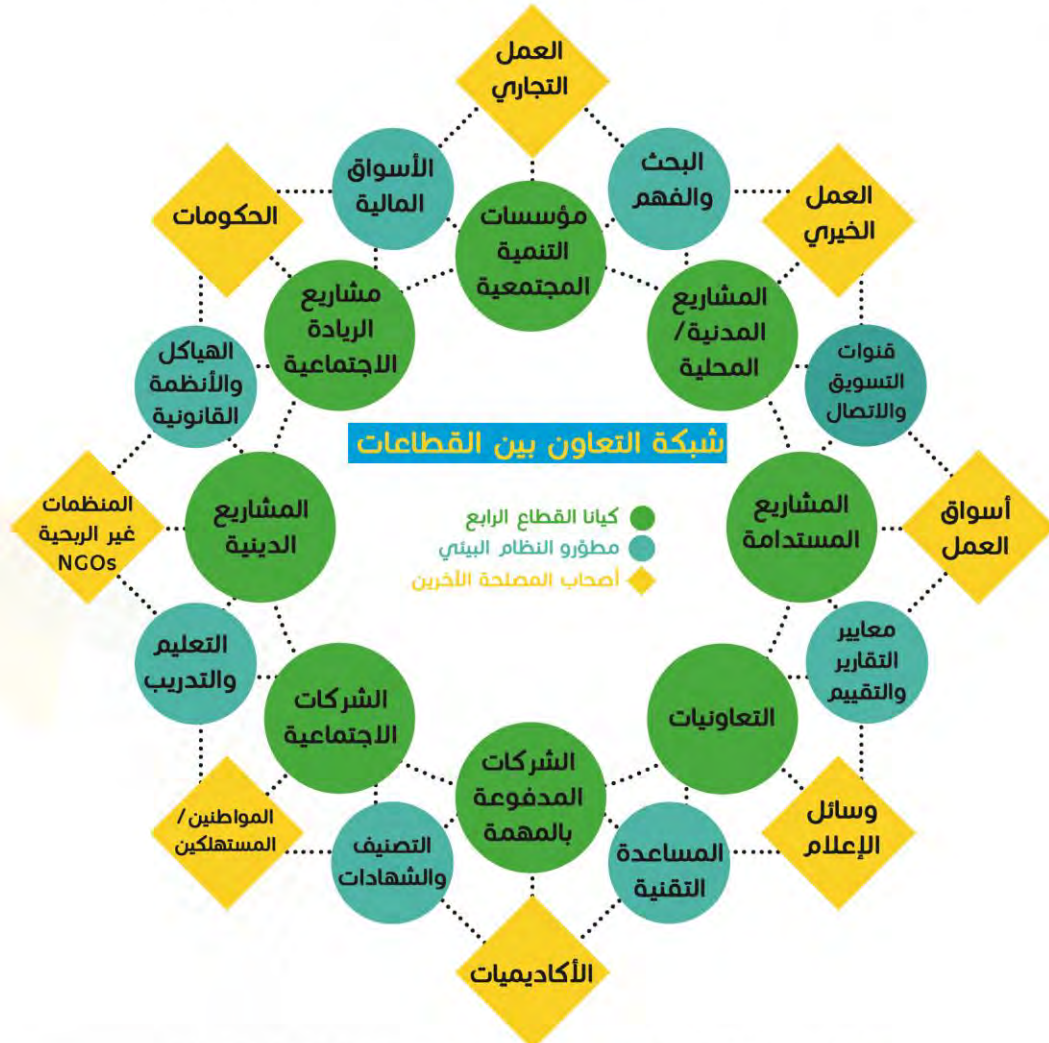 العمل
التجاري
البحث
والفهم
العمل
الخيري
قنوات
التسويق
والاتصال
أسواق
العمل
معايير
التقارير
والتقييم
وسائل
الإعلام
المساعدة
التقنية
الأكاديميات
التصنيف
والشهادات
المواطنين/
المستهلكين
التعليم
والتدريب
المنظمات
غير الربحية
NGOs
الهياكل
والأنظمة
القانونية
الحكومات
الأسواق
المالية
مؤسسات
التنمية
المجتمعية
المشاريع
المدنية/
المحلية
المشاريع
المستدامة
التعاونيات
الشركات
المدفوعة
بالمهمة
الشركات
الاجتماعية
المشاريع
الدينية
مشاريع
الريادة
الاجتماعية
شبكة التعاون بين القطاعات
كيانا القطاع الرابع
مطوّرو النظام البيئي
أصحاب المصلحة الآخرين